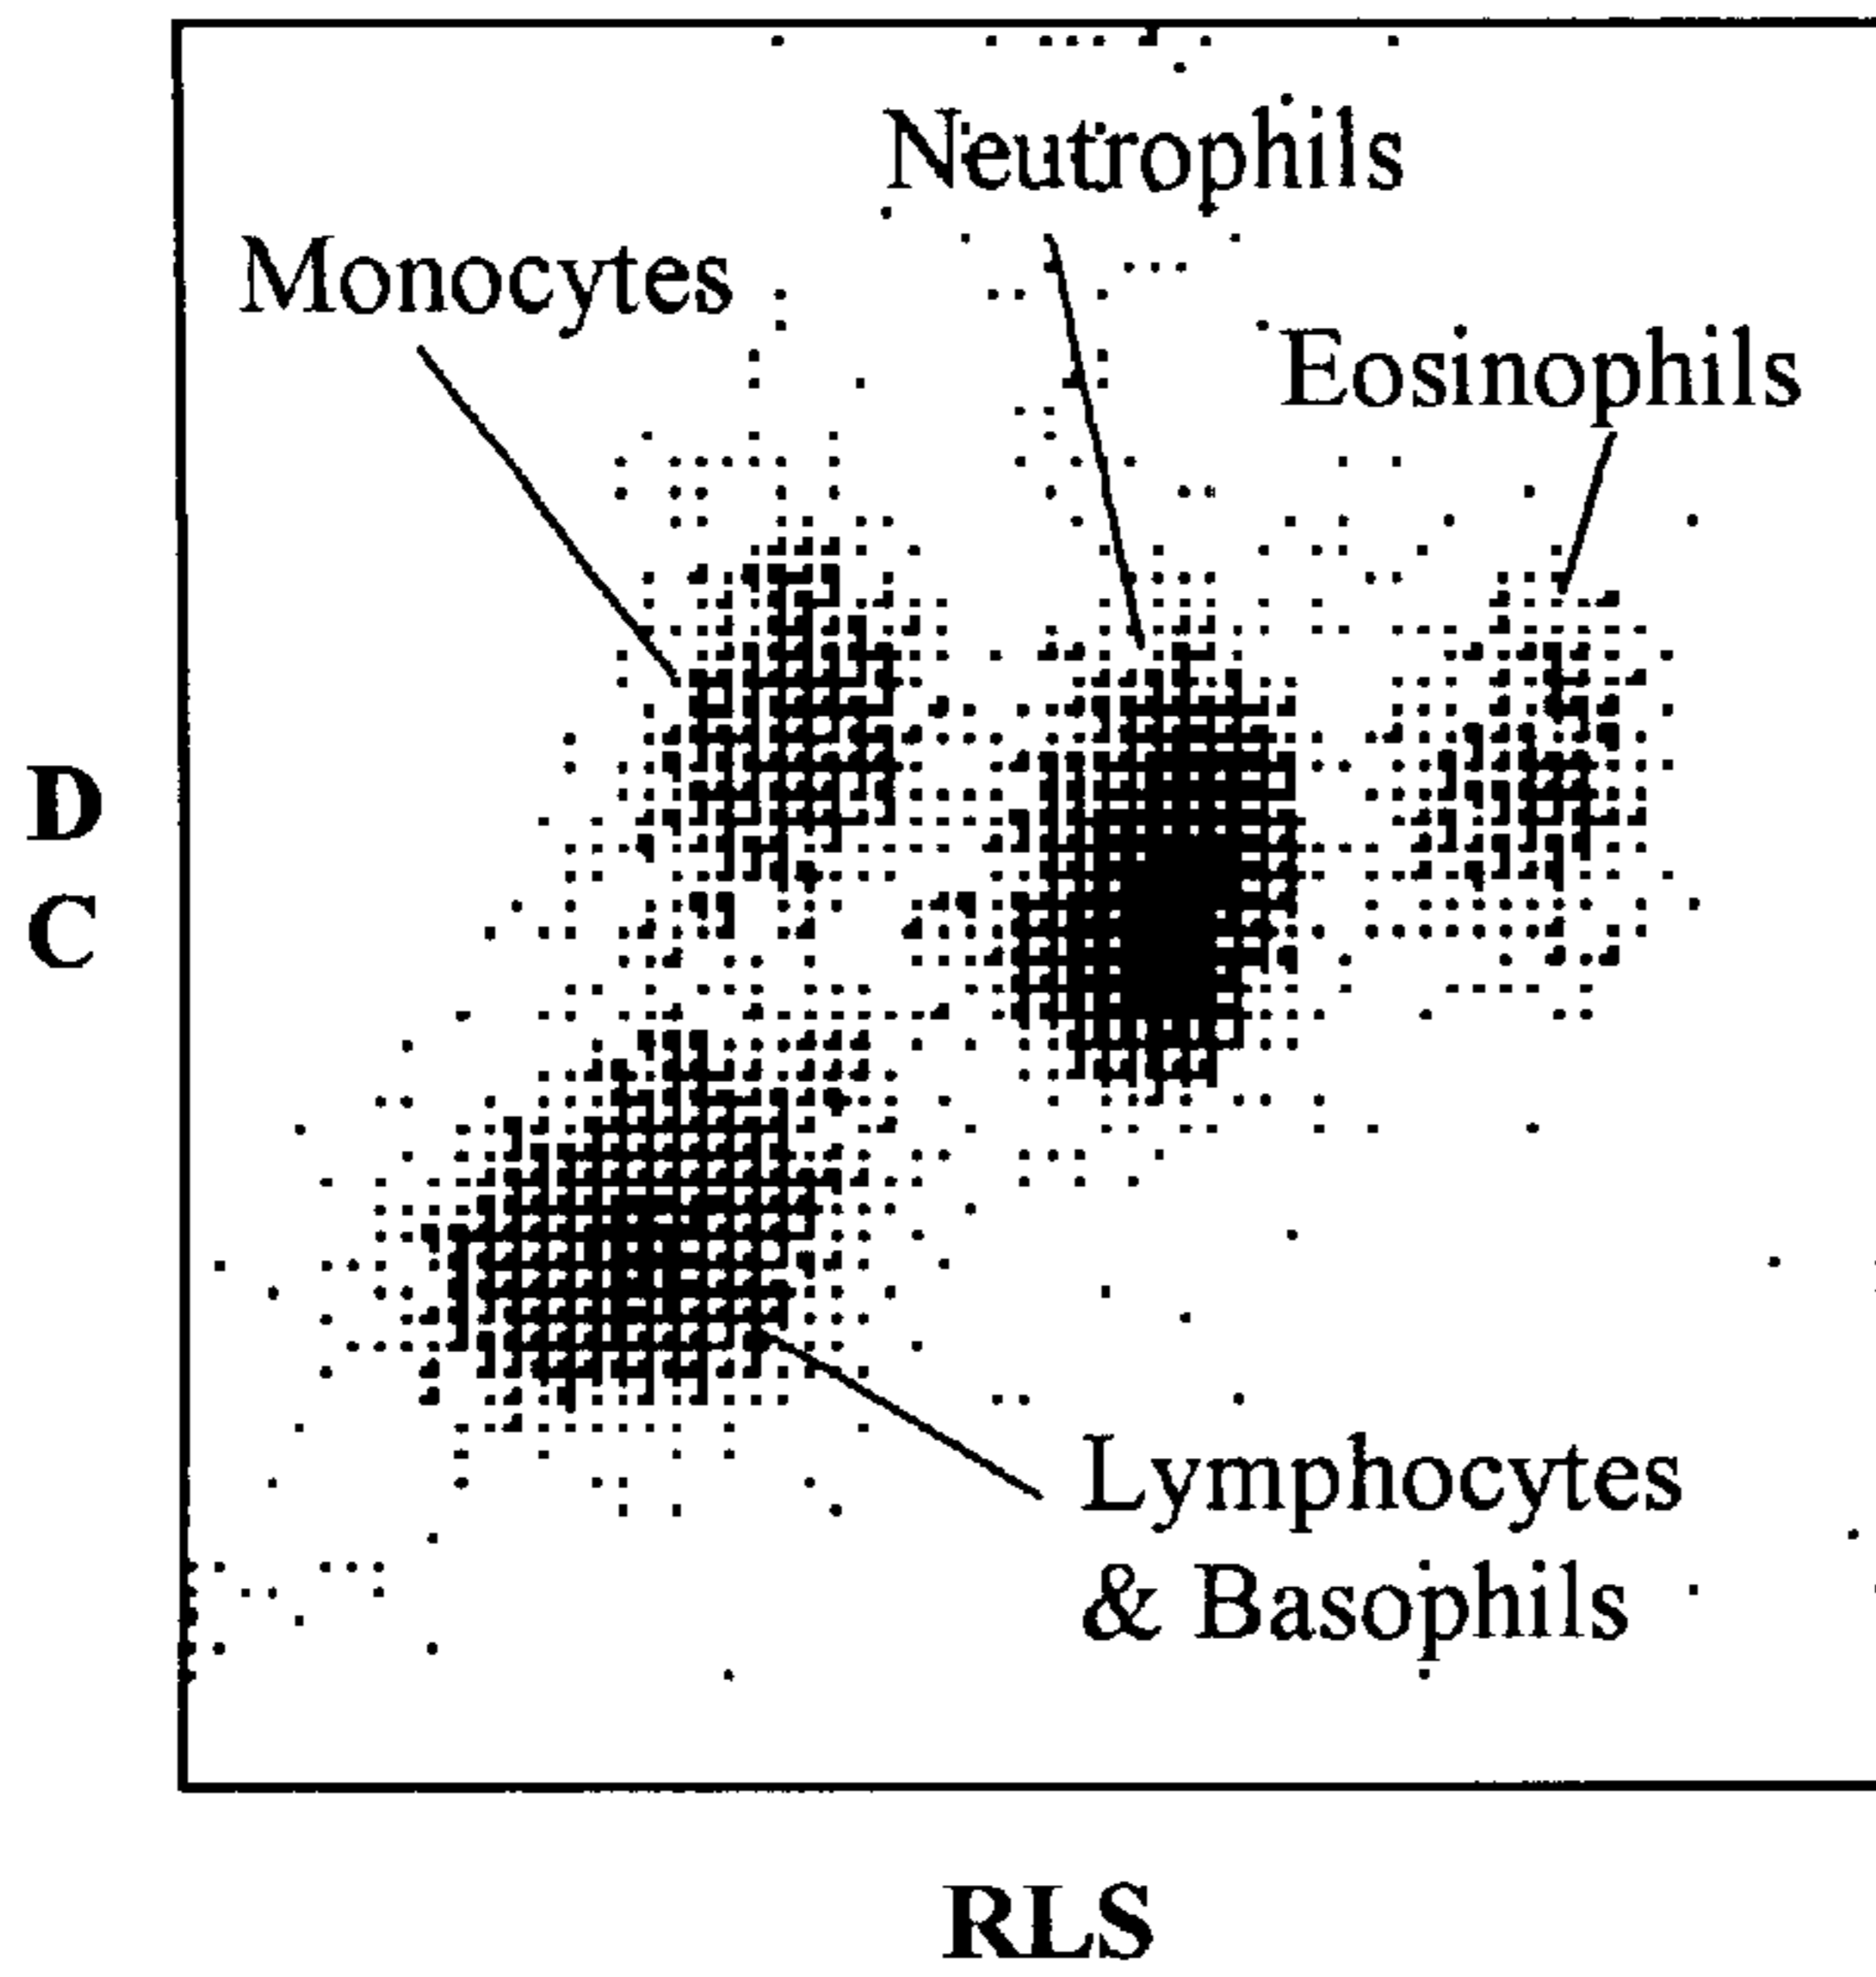 Neutrophils
Monocytes
Eosinophils
D
C
Lymphocytes
& Basophils
RLS